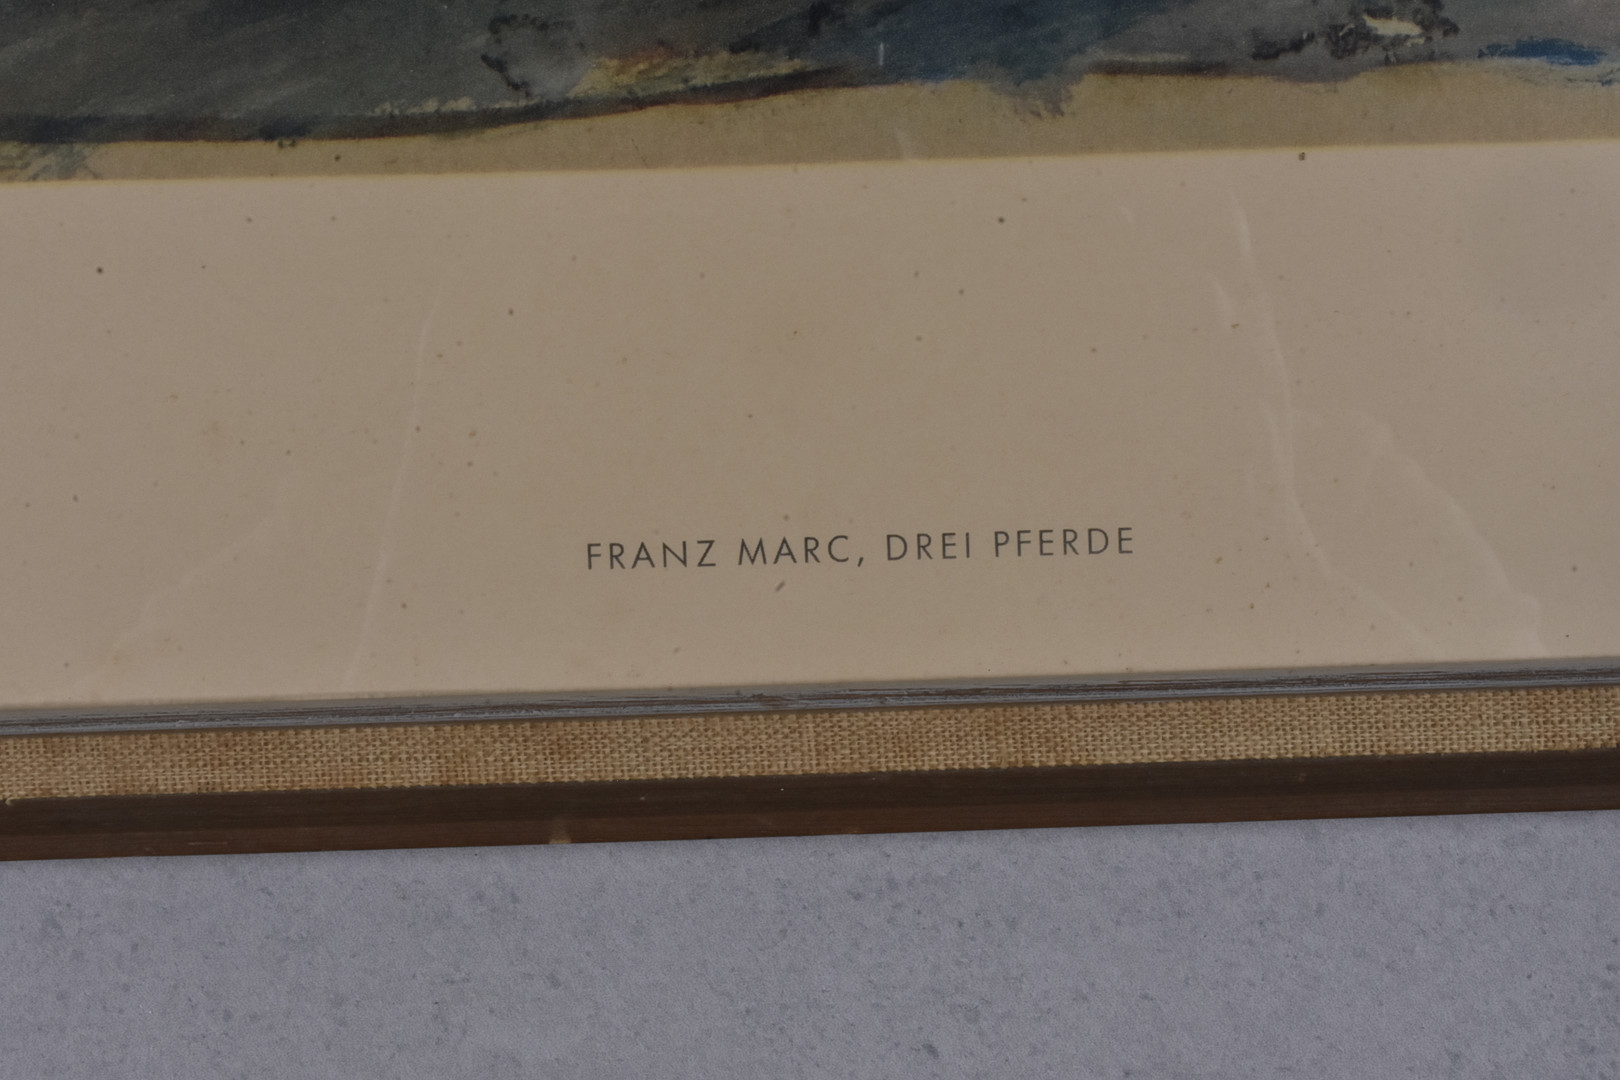 FRANZ MARC, DREI PFERDE